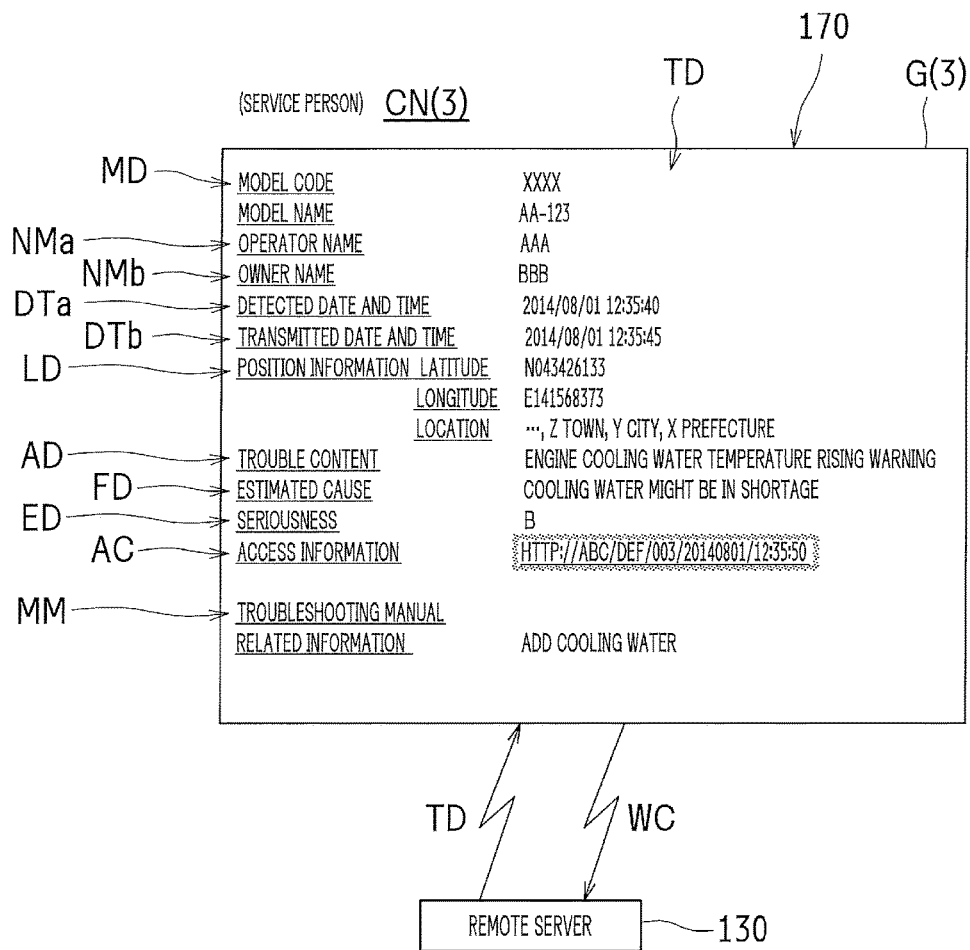 170
TD
G(3)
(SERVICE PERSON) CN(3)
MD MODEL CODE XXXX
MODEL NAME AA-123
NMa OPERATOR NAME AAA
NMb OWNER NAME BBB
DTa DETECTED DATE AND TIME 2014/08/01 12:35:40
DTb TRANSMITTED DATE AND TIME 2014/08/01 12:35:45
LD POSITION INFORMATION LATITUDE N043426133
LONGITUDE E141568373
LOCATION ..., Z TOWN, Y CITY, X PREFECTURE
AD TROUBLE CONTENT ENGINE COOLING WATER TEMPERATURE RISING WARNING
FD ESTIMATED CAUSE COOLING WATER MIGHT BE IN SHORTAGE
ED SERIOUSNESS B
AC ACCESS INFORMATION HTTP://ABC/DEF/003/20140801/12:35:50
MM TROUBLESHOOTING MANUAL
RELATED INFORMATION ADD COOLING WATER
TD WC
REMOTE SERVER 130